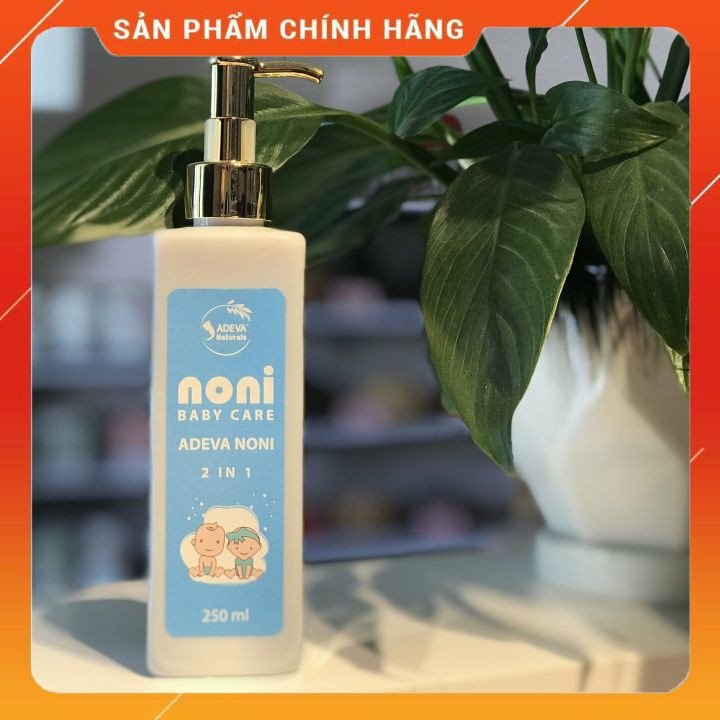 SẢN PHẨM CHÍNH HÃNG
ADEVA
Naturals
noni
BABY CARE
ADEVA NONI
2 IN 1
250 ml